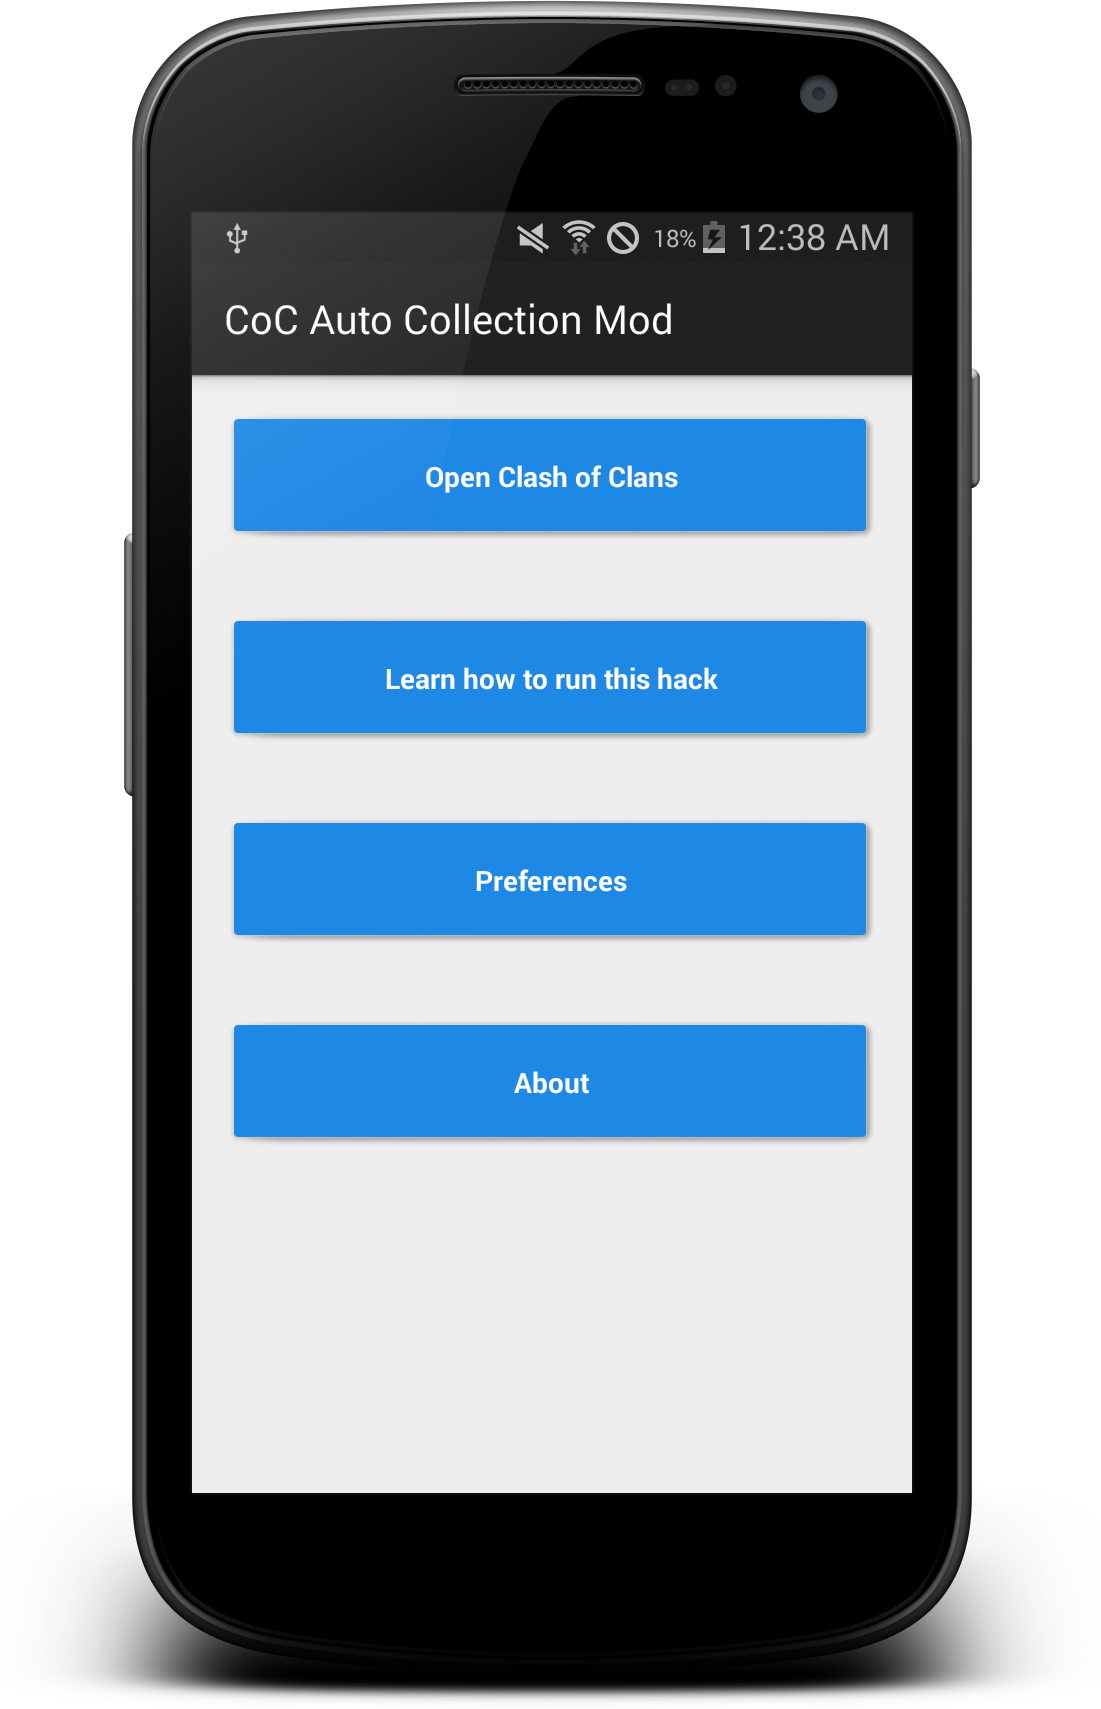 18% 12:38 AM
CoC Auto Collection Mod
Open Clash of Clans
Learn how to run this hack
Preferences
About